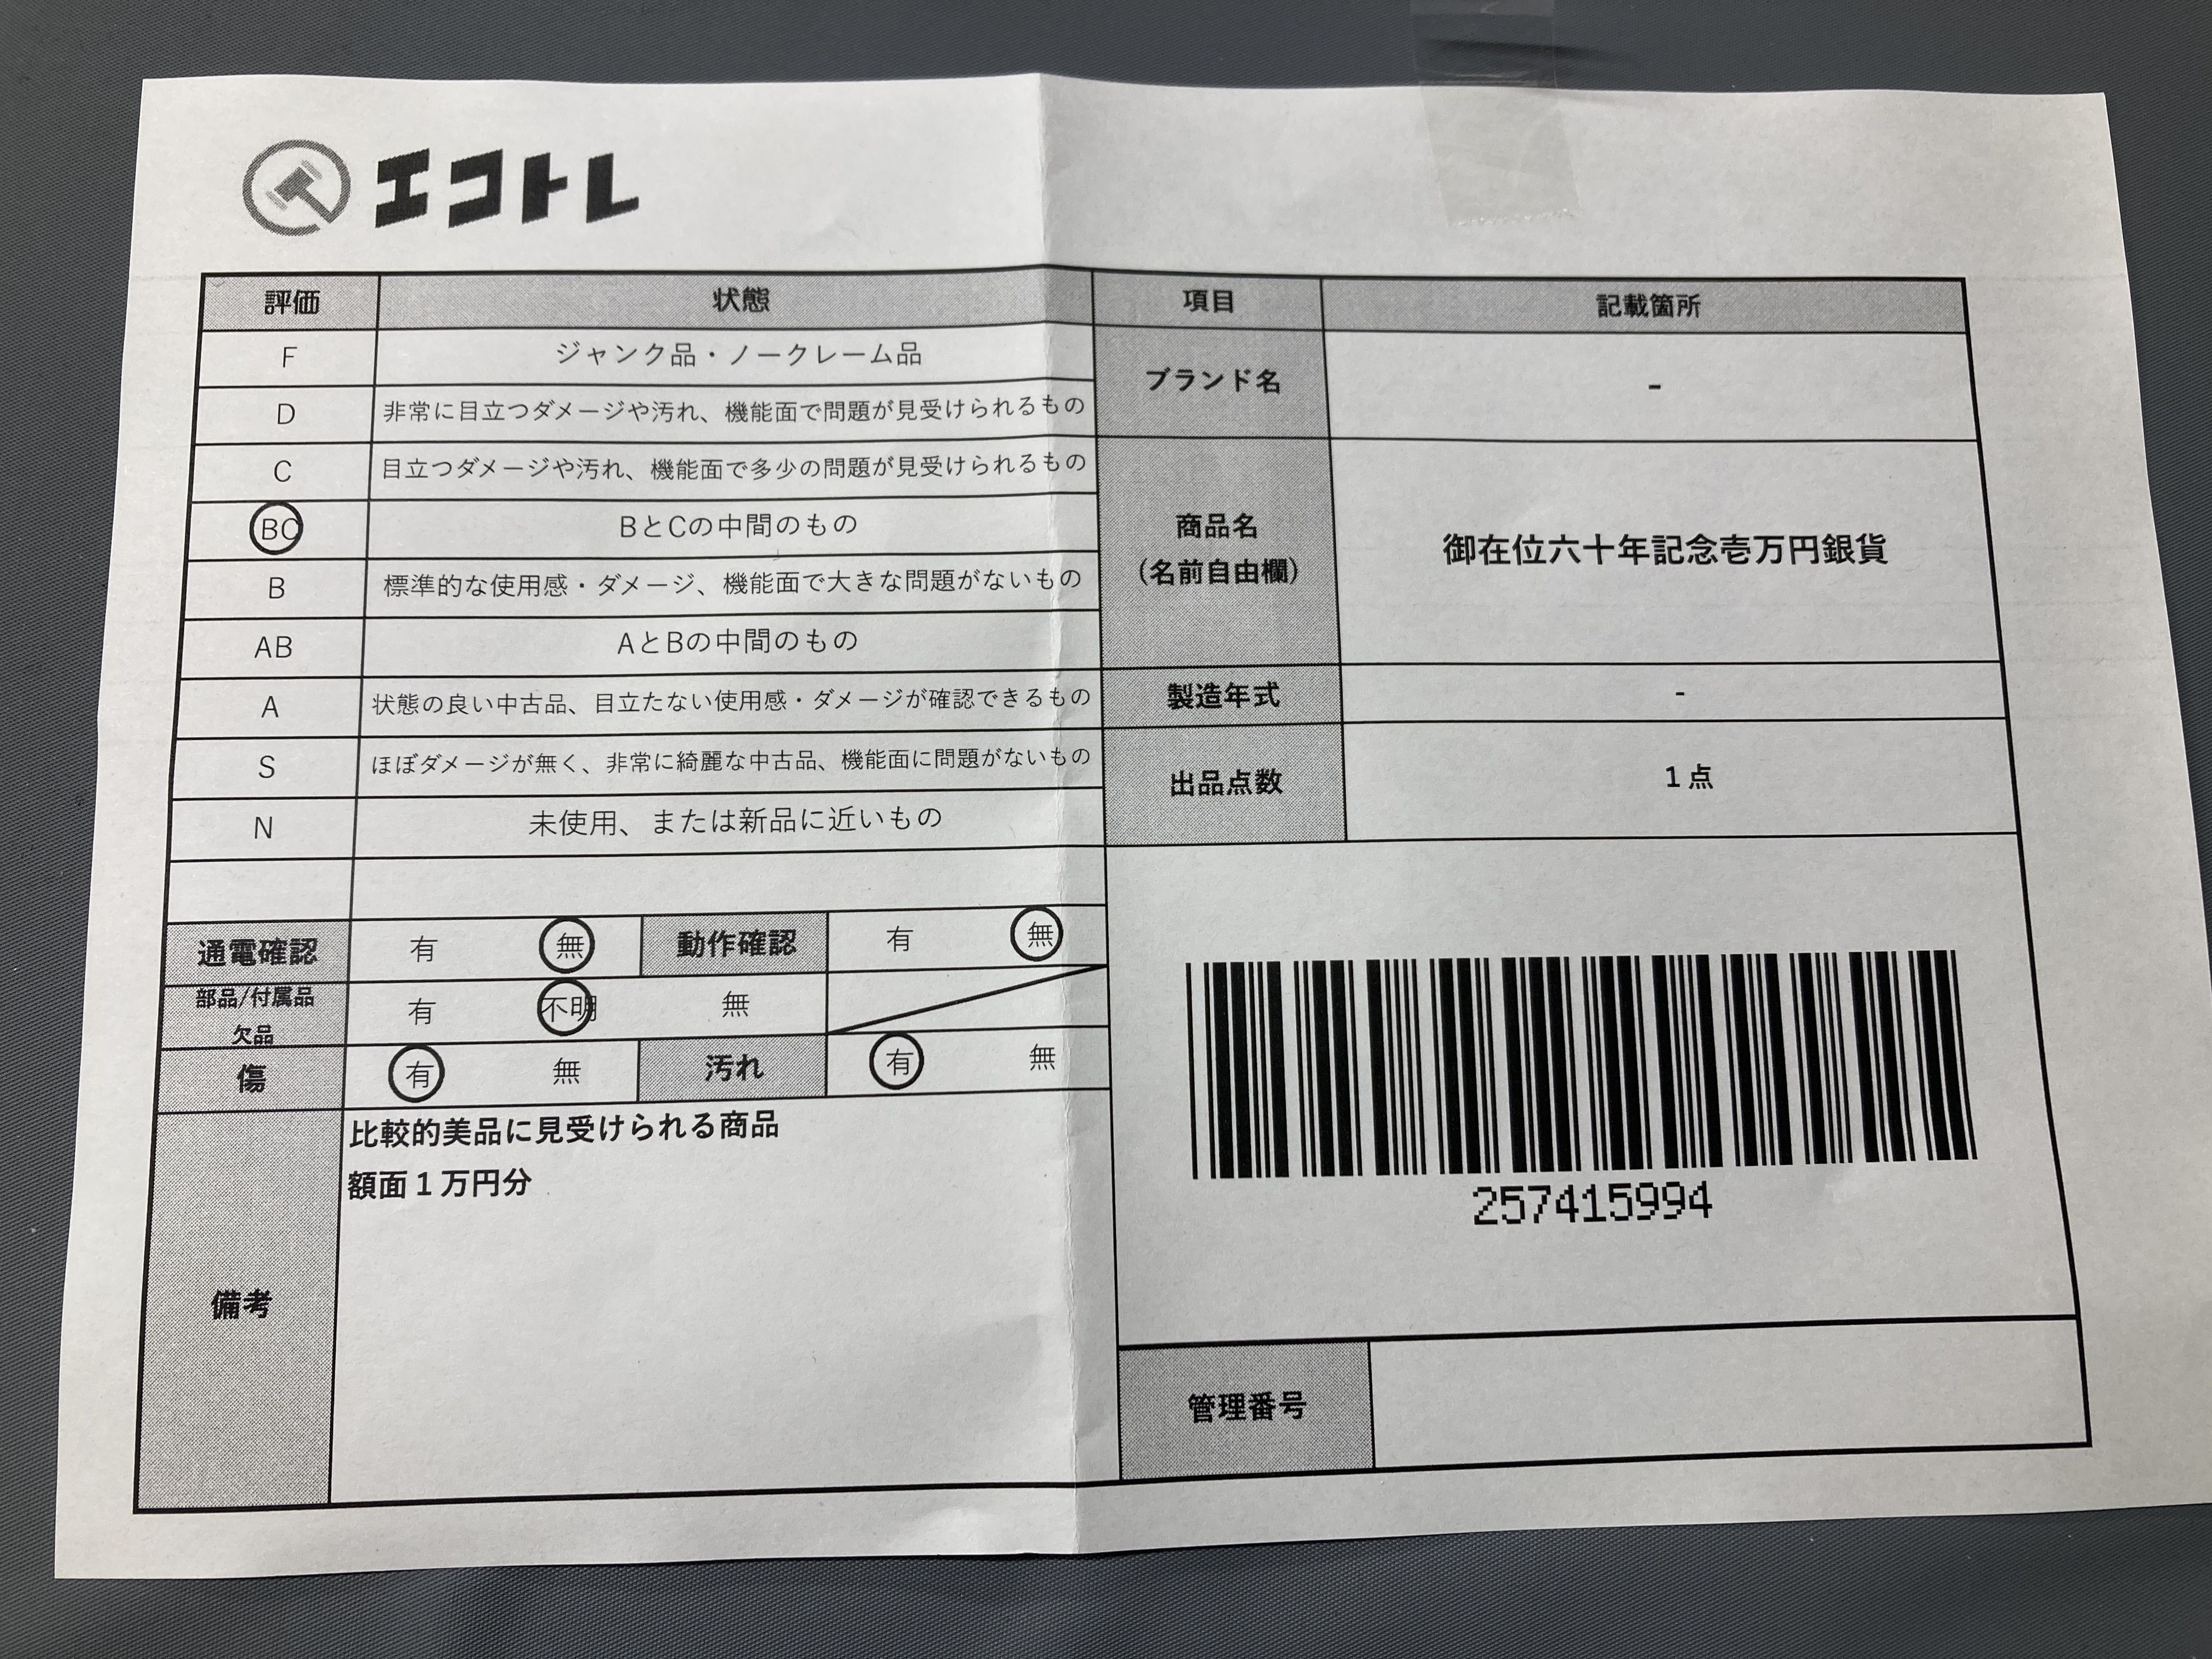 エコトレ
評価 状態
F ジャンク品・ノークレーム品
D 非常に目立つダメージや汚れ、機能面で問題が見受けられるもの
C 目立つダメージや汚れ、機能面で多少の問題が見受けられるもの
BC BとCの中間のもの
B 標準的な使用感・ダメージ、機能面で大きな問題がないもの
AB AとBの中間のもの
A 状態の良い中古品、目立たない使用感・ダメージが確認できるもの
S ほぼダメージが無く、非常に綺麗な中古品、機能面に問題がないもの
N 未使用、または新品に近いもの
通電確認 有 無 動作確認 有 無
部品/付属品
欠品
有 不明 無
傷 有 無 汚れ 有 無
備考
比較的美品に見受けられる商品
額面1万円分
項目 記載箇所
ブランド名 -
商品名
(名前自由欄)
御在位六十年記念壱万円銀貨
製造年式 -
出品点数 1点
257415994
管理番号